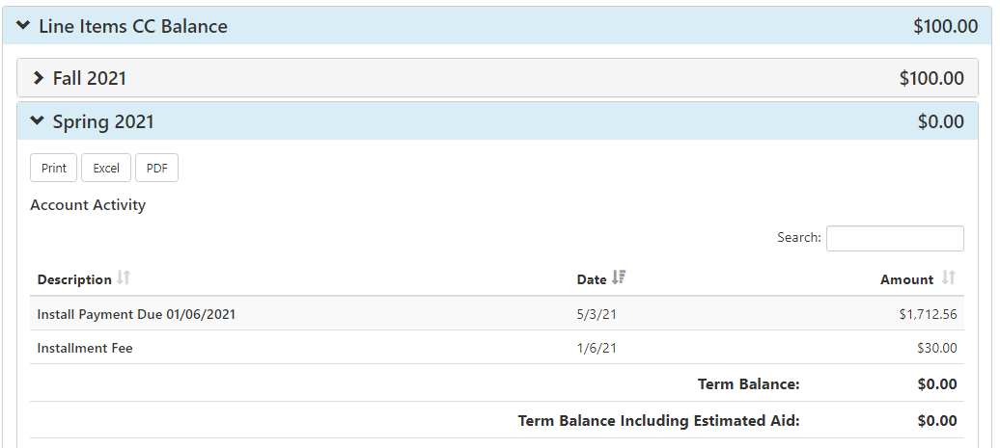 Line Items CC Balance $100.00
Fall 2021 $100.00
Spring 2021 $0.00
Print Excel PDF
Account Activity
Search:
Description Date Amount
Install Payment Due 01/06/2021 5/3/21 $1,712.56
Installment Fee 1/6/21 $30.00
Term Balance: $0.00
Term Balance Including Estimated Aid: $0.00